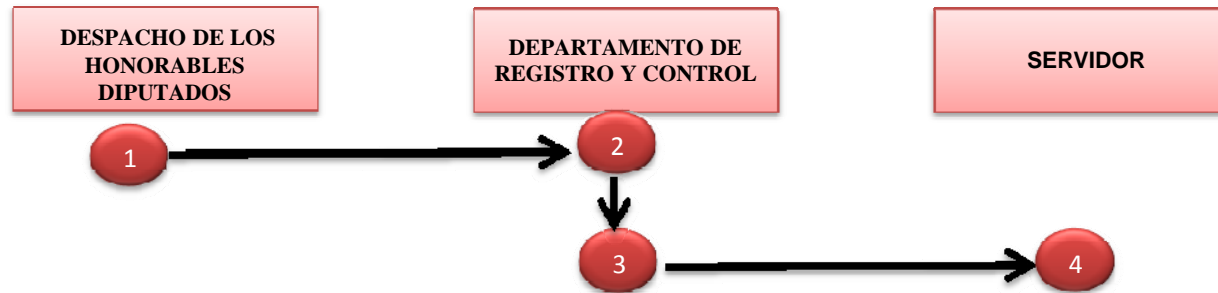 DESPACHO DE LOS
HONORABLES
DIPUTADOS
DEPARTAMENTO DE
REGISTRO Y CONTROL
SERVIDOR
1
2
3
4